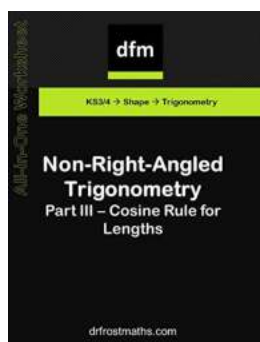 dfm
KS3/4 → Shape → Trigonometry
All-in-One Worksheet
Non-Right-Angled
Trigonometry
Part III – Cosine Rule for
Lengths
drfrostmaths.com